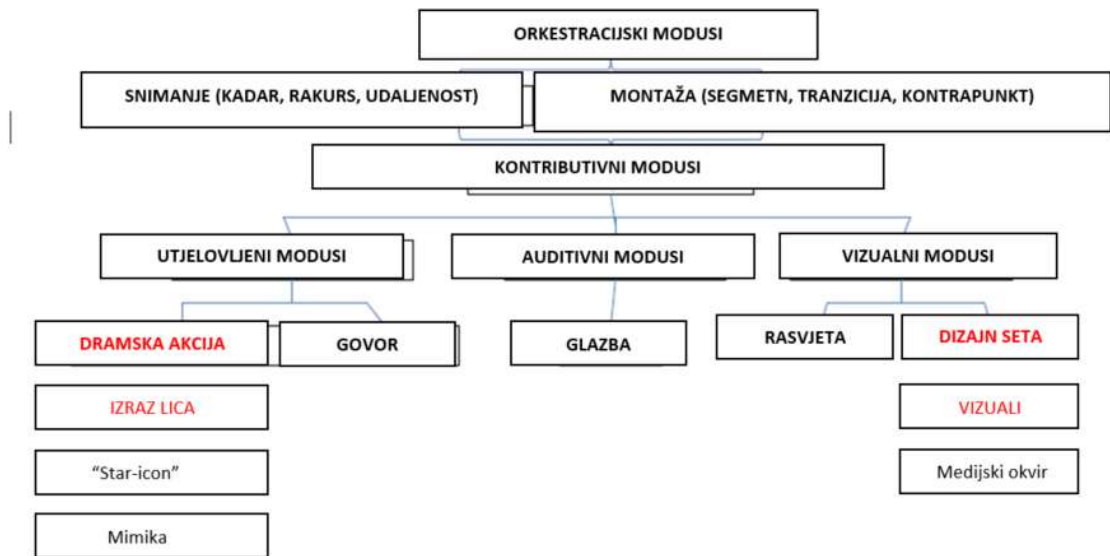 ORKESTRACIJSKI MODUSI
SNIMANJE (KADAR, RAKURS, UDALJENOST)
MONTAŽA (SEGMETN, TRANZICIJA, KONTRAPUNKT)
KONTRIBUTIVNI MODUSI
UTJELOVLJENI MODUSI
AUDITIVNI MODUSI
VIZUALNI MODUSI
DRAMSKA AKCIJA
GOVOR
GLAZBA
RASVJETA
DIZAJN SETA
IZRAZ LICA
VIZUALI
“Star-icon”
Medijski okvir
Mimika